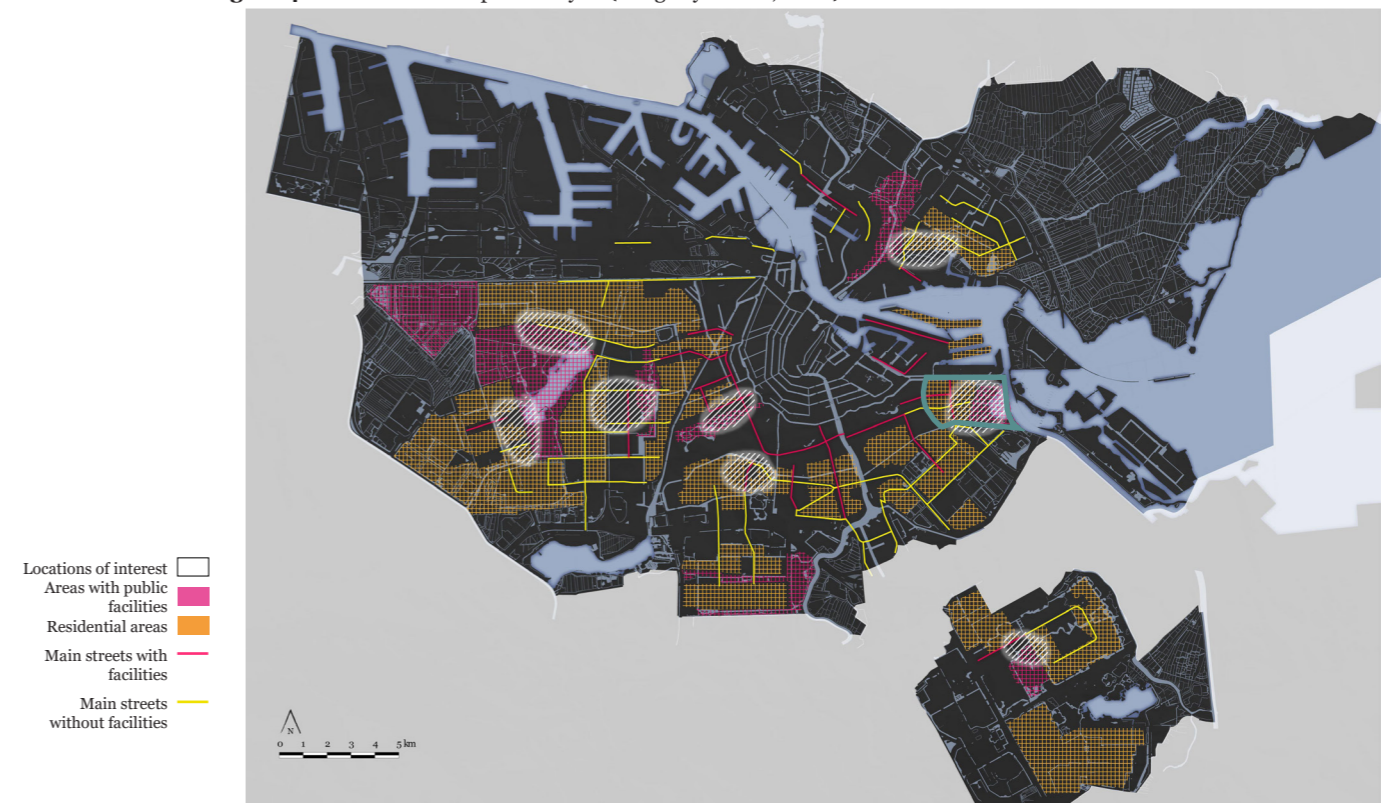 Locations of interest
Areas with public
facilities
Residential areas
Main streets with
facilities
Main streets
without facilities
N
0 1 2 3 4 5 km